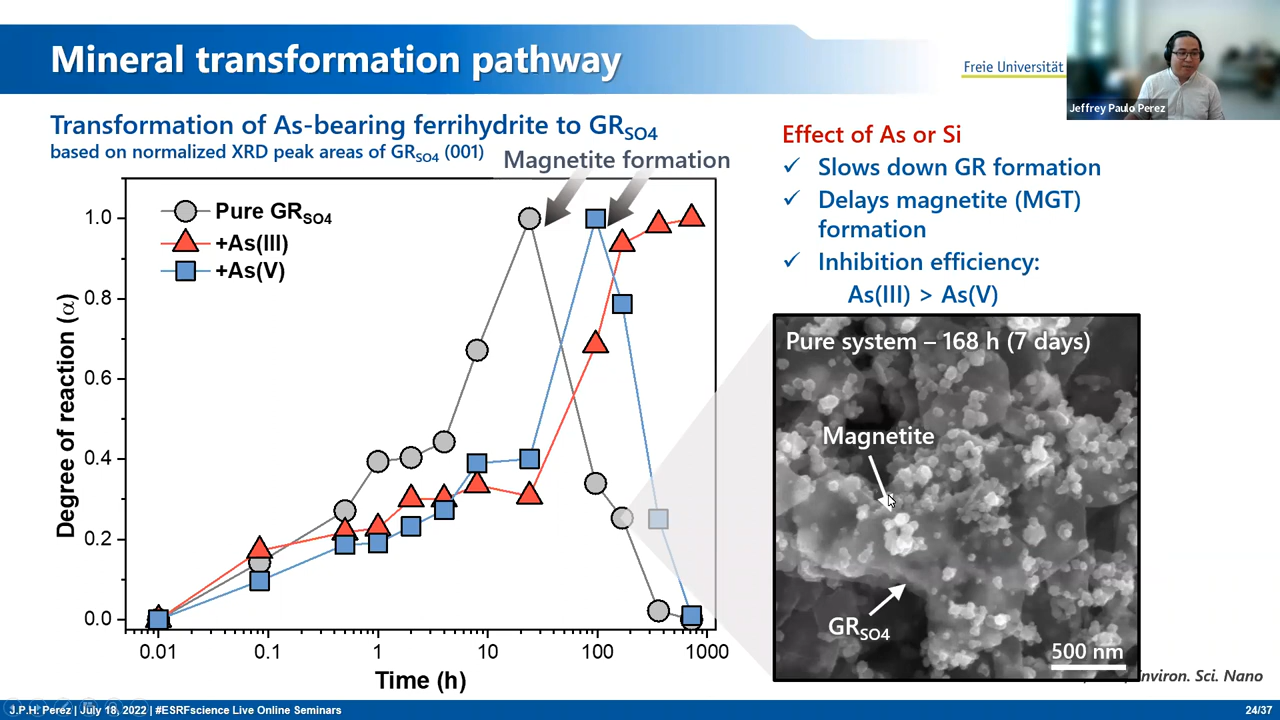 Mineral transformation pathway
Freie Universität
Jeffrey Paulo Perez
Transformation of As-bearing ferrihydrite to GRSO4
based on normalized XRD peak areas of GRSO4 (001)
Magnetite formation
Pure GRSO4
+As(III)
+As(V)
Degree of reaction (α)
1.0
0.8
0.6
0.4
0.2
0.0
0.01
0.1
1
10
100
1000
Time (h)
Effect of As or Si
✓ Slows down GR formation
✓ Delays magnetite (MGT)
formation
✓ Inhibition efficiency:
As(III) > As(V)
Pure system – 168 h (7 days)
Magnetite
GRSO4
500 nm
Sci. Nano
J.P.H. Perez | July 18, 2022 | #ESRFscience Live Online Seminars
24/37